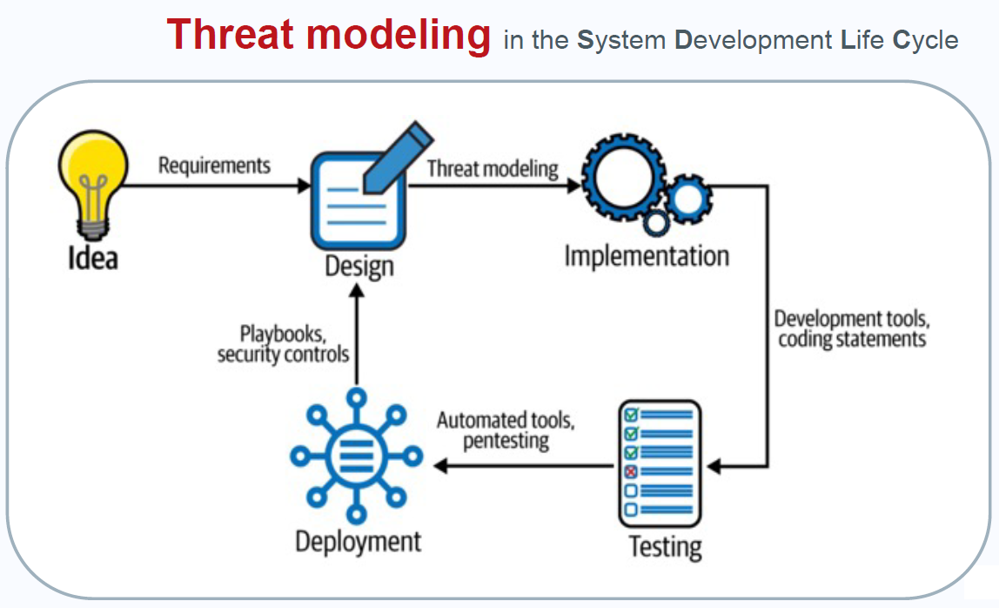 Threat modeling in the System Development Life Cycle
Requirements
Threat modeling
Idea
Design
Implementation
Development tools,
coding statements
Playbooks,
security controls
Automated tools,
pentesting
Deployment
Testing